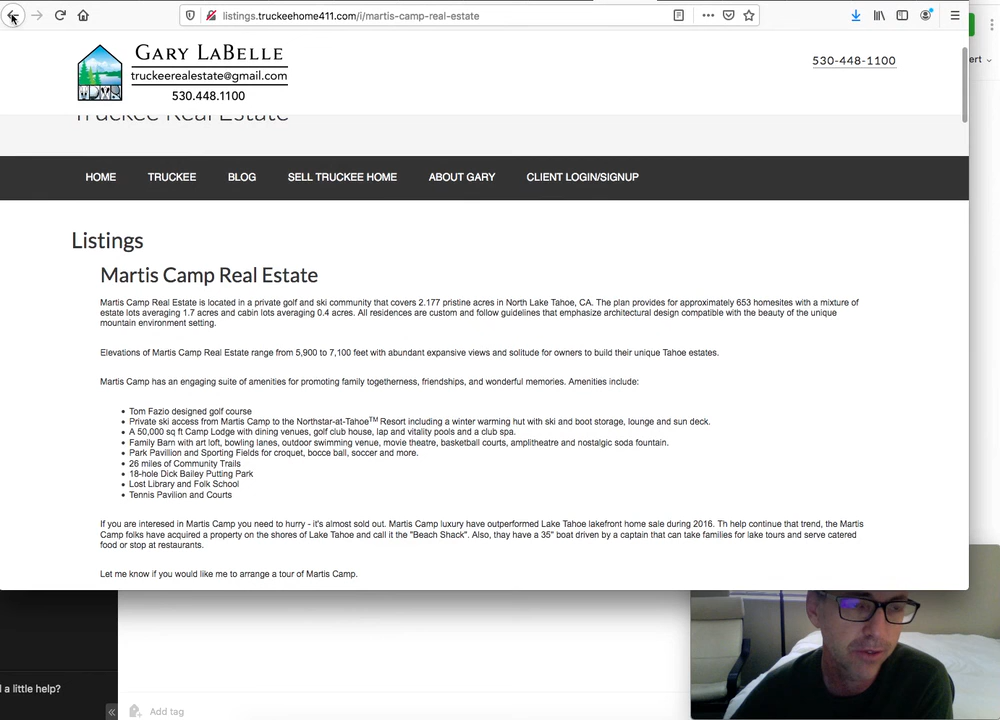 listings.truckeehome411.com/i/martis-camp-real-estate
GARY LABELLE
truckeerealestate@gmail.com
530.448.1100
530-448-1100
ert
Truckee Real Estate
HOME TRUCKEE BLOG SELL TRUCKEE HOME ABOUT GARY CLIENT LOGIN/SIGNUP
Listings
Martis Camp Real Estate
Martis Camp Real Estate is located in a private golf and ski community that covers 2.177 pristine acres in North Lake Tahoe, CA. The plan provides for approximately 653 homesites with a mixture of
estate lots averaging 1.7 acres and cabin lots averaging 0.4 acres. All residences are custom and follow guidelines that emphasize architectural design compatible with the beauty of the unique
mountain environment setting.
Elevations of Martis Camp Real Estate range from 5,900 to 7,100 feet with abundant expansive views and solitude for owners to build their unique Tahoe estates.
Martis Camp has an engaging suite of amenities for promoting family togetherness, friendships, and wonderful memories. Amenities include:
• Tom Fazio designed golf course
• Private ski access from Martis Camp to the Northstar-at-Tahoe™ Resort including a winter warming hut with ski and boot storage, lounge and sun deck.
• A 50,000 sq ft Camp Lodge with dining venues, golf club house, lap and vitality pools and a club spa.
• Family Barn with art loft, bowling lanes, outdoor swimming venue, movie theatre, basketball courts, amplitheatre and nostalgic soda fountain.
• Park Pavillion and Sporting Fields for croquet, bocce ball, soccer and more.
• 26 miles of Community Trails
• 18-hole Dick Bailey Putting Park
• Lost Library and Folk School
• Tennis Pavilion and Courts
If you are interesed in Martis Camp you need to hurry - it's almost sold out. Martis Camp luxury have outperformed Lake Tahoe lakefront home sale during 2016. Th help continue that trend, the Martis
Camp folks have acquired a property on the shores of Lake Tahoe and call it the "Beach Shack". Also, thay have a 35" boat driven by a captain that can take families for lake tours and serve catered
food or stop at restaurants.
Let me know if you would like me to arrange a tour of Martis Camp.
d a little help?
Add tag